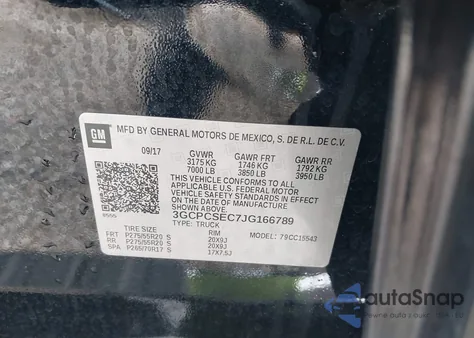 GM
MFD BY GENERAL MOTORS DE MEXICO, S. DE R.L. DE C.V.
09/17 GVWR GAWR FRT GAWR RR
3175 KG 1746 KG 1792 KG
7000 LB 3850 LB 3950 LB
THIS VEHICLE CONFORMS TO ALL
APPLICABLE U.S. FEDERAL MOTOR
VEHICLE SAFETY STANDARDS IN EFFECT
ON THE DATE OF MANUFACTURE SHOWN ABOVE.
3GCPCSEC7JG166789
TYPE: TRUCK
TIRE SIZE RIM MODEL: 79CC15543
FRT P275/55R20 S 20X9J
RR P275/55R20 S 20X9J
SPA P265/70R17 S 17X7.5J
autaSnap